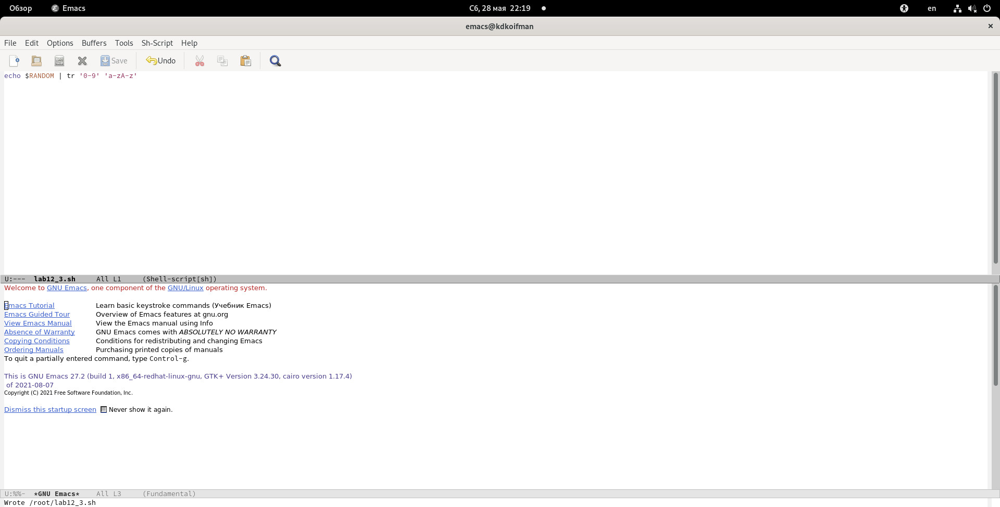 Обзор Emacs Сб, 28 мая 22:19 en
emacs@kdkoifman
File Edit Options Buffers Tools Sh-Script Help
Save Undo
echo $RANDOM | tr '0-9' 'a-zA-z'
U:--- lab12_3.sh All L1 (Shell-script[sh])
Welcome to GNU Emacs, one component of the GNU/Linux operating system.
Emacs Tutorial Learn basic keystroke commands (Учебник Emacs)
Emacs Guided Tour Overview of Emacs features at gnu.org
View Emacs Manual View the Emacs manual using Info
Absence of Warranty GNU Emacs comes with ABSOLUTELY NO WARRANTY
Copying Conditions Conditions for redistributing and changing Emacs
Ordering Manuals Purchasing printed copies of manuals
To quit a partially entered command, type Control-g.
This is GNU Emacs 27.2 (build 1, x86_64-redhat-linux-gnu, GTK+ Version 3.24.30, cairo version 1.17.4)
of 2021-08-07
Copyright (C) 2021 Free Software Foundation, Inc.
Dismiss this startup screen Never show it again.
U:%%- *GNU Emacs* All L3 (Fundamental)
Wrote /root/lab12_3.sh